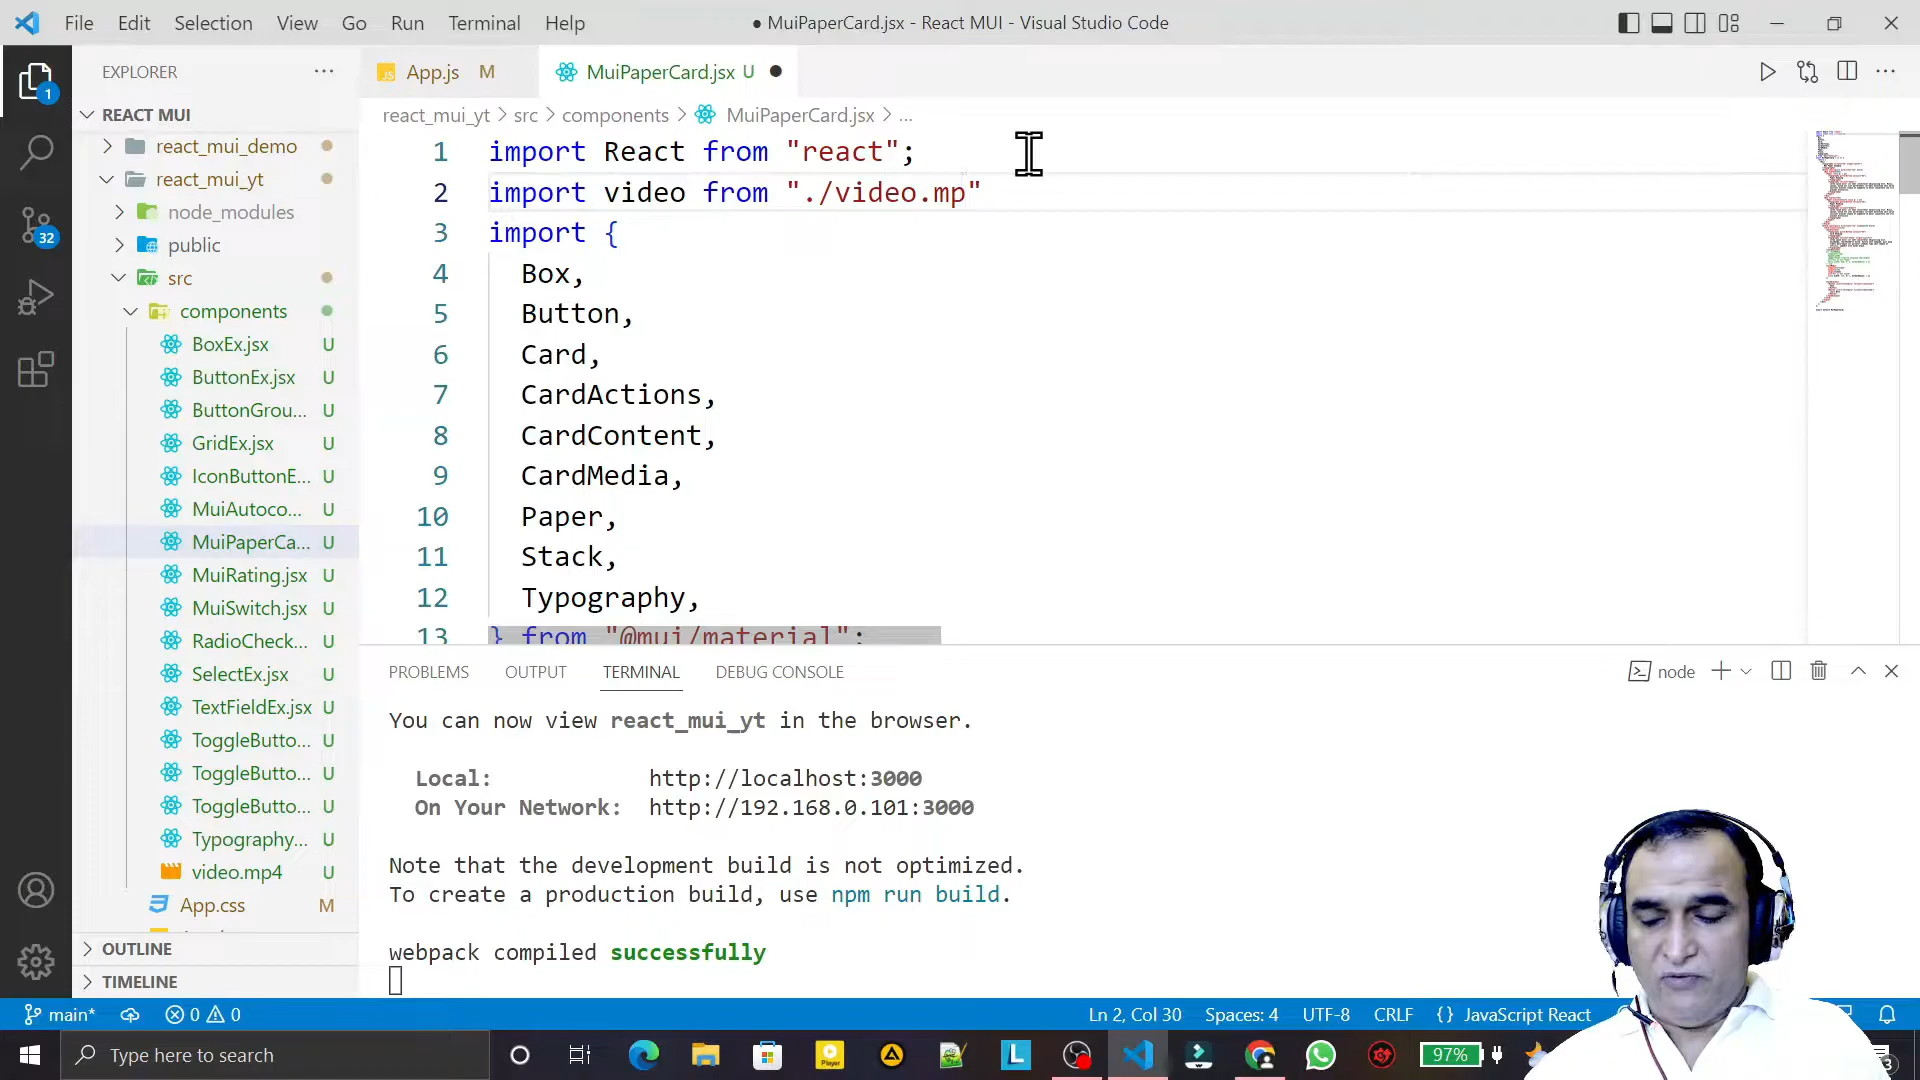 File Edit Selection View Go Run Terminal Help
● MuiPaperCard.jsx - React MUI - Visual Studio Code
EXPLORER
REACT MUI
react_mui_demo
react_mui_yt
node_modules
public
src
components
BoxEx.jsx U
ButtonEx.jsx U
ButtonGrou... U
GridEx.jsx U
IconButtonE... U
MuiAutoco... U
MuiPaperCa... U
MuiRating.jsx U
MuiSwitch.jsx U
RadioCheck... U
SelectEx.jsx U
TextFieldEx.jsx U
ToggleButto... U
ToggleButto... U
ToggleButto... U
Typography... U
video.mp4 U
App.css M
OUTLINE
TIMELINE
1
32
App.js M
MuiPaperCard.jsx U
react_mui_yt > src > components > MuiPaperCard.jsx > ...
1 import React from "react";
2 import video from "./video.mp"
3 import {
4 Box,
5 Button,
6 Card,
7 CardActions,
8 CardContent,
9 CardMedia,
10 Paper,
11 Stack,
12 Typography,
13 } from "@mui/material";
PROBLEMS OUTPUT TERMINAL DEBUG CONSOLE
node
You can now view react_mui_yt in the browser.
Local: http://localhost:3000
On Your Network: http://192.168.0.101:3000
Note that the development build is not optimized.
To create a production build, use npm run build.
webpack compiled successfully
main* 0 0
Ln 2, Col 30 Spaces: 4 UTF-8 CRLF {} JavaScript React
Type here to search
97%
3